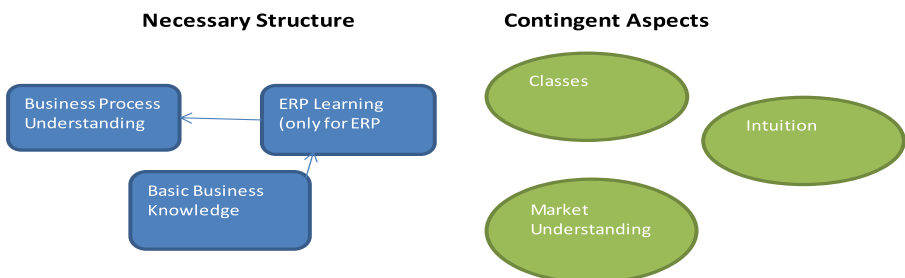 Necessary Structure
Contingent Aspects
Business Process
Understanding
ERP Learning
(only for ERP
Basic Business
Knowledge
Classes
Intuition
Market
Understanding